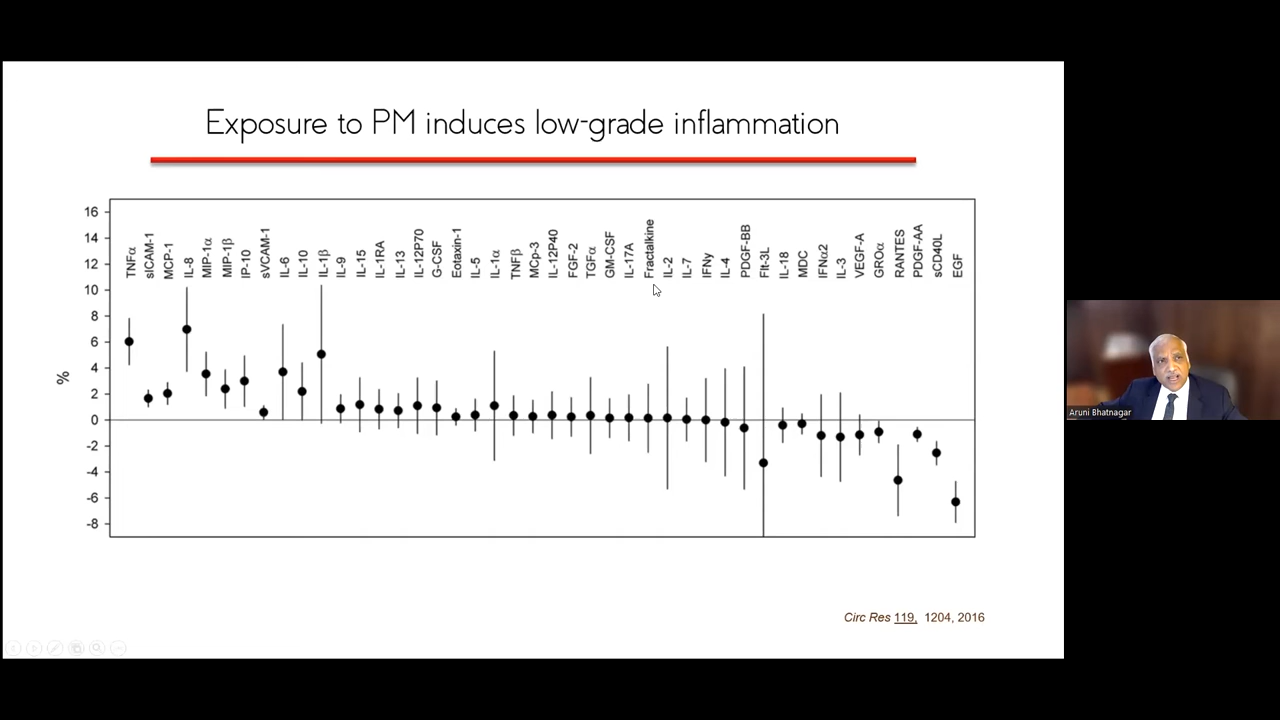 Exposure to PM induces low-grade inflammation
16
14
12
10
8
6
4
2
0
-2
-4
-6
-8
%
TNFα
sICAM-1
MCP-1
IL-8
MIP-1α
MIP-1β
IP-10
sVCAM-1
IL-6
IL-10
IL-1β
IL-9
IL-15
IL-1RA
IL-13
IL-12P70
G-CSF
Eotaxin-1
IL-5
IL-1α
TNFβ
MCp-3
IL-12P40
FGF-2
TGFα
GM-CSF
IL-17A
Fractalkine
IL-2
IL-7
IFNγ
IL-4
PDGF-BB
Flt-3L
IL-18
MDC
IFNα2
IL-3
VEGF-A
GROα
RANTES
PDGF-AA
sCD40L
EGF
Circ Res 119, 1204, 2016
Aruni Bhatnagar